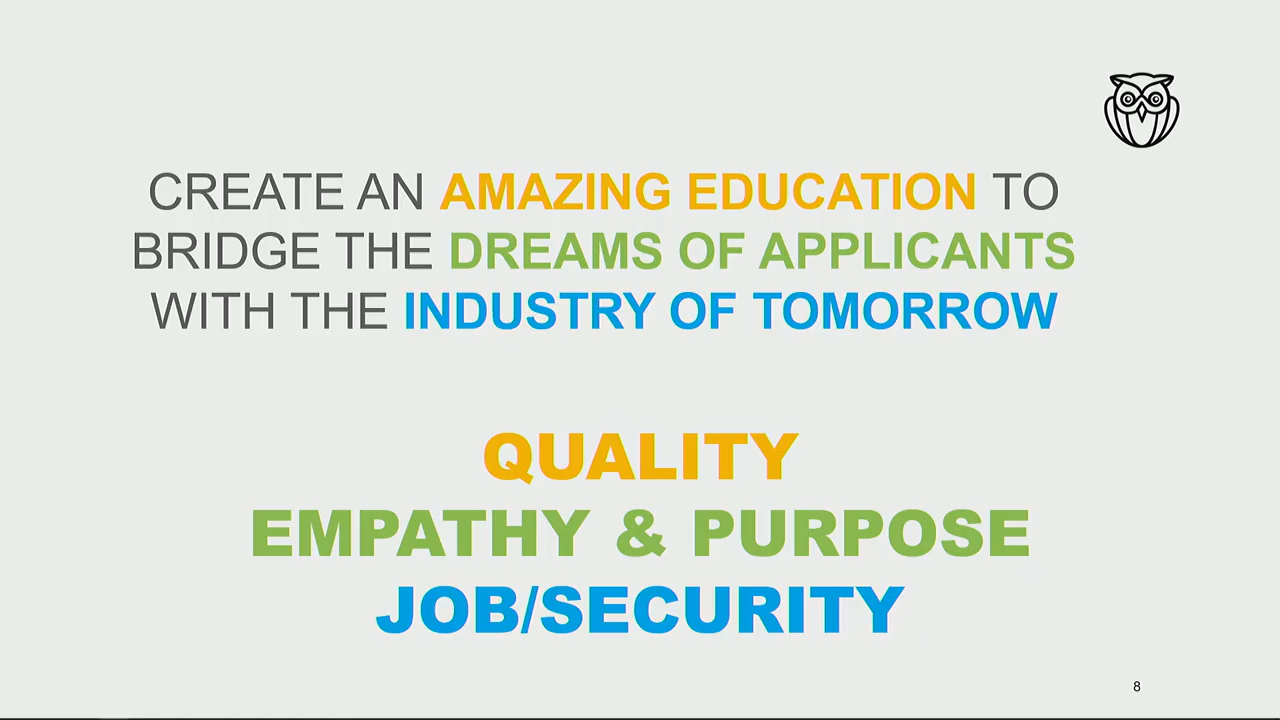 CREATE AN AMAZING EDUCATION TO
BRIDGE THE DREAMS OF APPLICANTS
WITH THE INDUSTRY OF TOMORROW
QUALITY
EMPATHY & PURPOSE
JOB/SECURITY
8